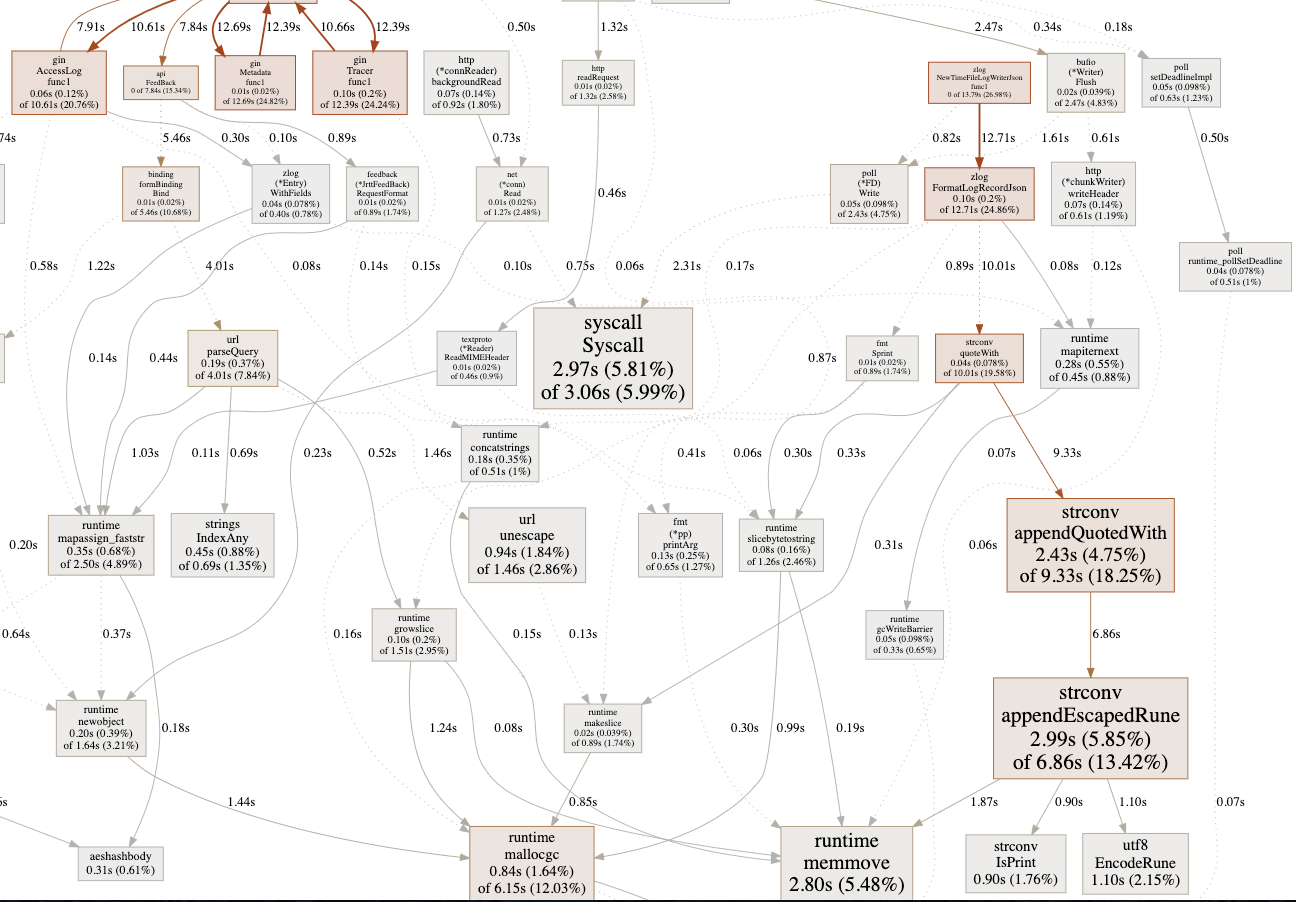 7.91s
10.61s
7.84s
12.69s
12.39s
10.66s
12.39s
0.50s
1.32s
2.47s
0.34s
0.18s
gin
AccessLog
func1
0.06s (0.12%)
of 10.61s (20.76%)
api
FeedBack
0 of 7.84s (15.34%)
gin
Metadata
func1
0.01s (0.02%)
of 12.69s (24.82%)
gin
Tracer
func1
0.10s (0.2%)
of 12.39s (24.24%)
http
(*connReader)
backgroundRead
0.07s (0.14%)
of 0.92s (1.80%)
http
readRequest
0.01s (0.02%)
of 1.32s (2.58%)
zlog
NewTimeFileLogWriterJson
func1
0 of 13.79s (26.98%)
bufio
(*Writer)
Flush
0.02s (0.039%)
of 2.47s (4.83%)
poll
setDeadlineImpl
0.05s (0.098%)
of 0.63s (1.23%)
74s
5.46s
0.30s
0.10s
0.89s
0.73s
0.82s
12.71s
1.61s
0.61s
0.50s
binding
formBinding
Bind
0.01s (0.02%)
of 5.46s (10.68%)
zlog
(*Entry)
WithFields
0.04s (0.078%)
of 0.40s (0.78%)
feedback
(*JrttFeedBack)
RequestFormat
0.01s (0.02%)
of 0.89s (1.74%)
net
(*conn)
Read
0.01s (0.02%)
of 1.27s (2.48%)
0.46s
poll
(*FD)
Write
0.05s (0.098%)
of 2.43s (4.75%)
zlog
FormatLogRecordJson
0.10s (0.2%)
of 12.71s (24.86%)
http
(*chunkWriter)
writeHeader
0.07s (0.14%)
of 0.61s (1.19%)
poll
runtime_pollSetDeadline
0.04s (0.078%)
of 0.51s (1%)
0.58s
1.22s
4.01s
0.08s
0.14s
0.15s
0.10s
0.75s
0.06s
2.31s
0.17s
0.89s
10.01s
0.08s
0.12s
url
parseQuery
0.19s (0.37%)
of 4.01s (7.84%)
textproto
(*Reader)
ReadMIMEHeader
0.01s (0.02%)
of 0.46s (0.9%)
syscall
Syscall
2.97s (5.81%)
of 3.06s (5.99%)
fmt
Sprint
0.01s (0.02%)
of 0.89s (1.74%)
strconv
quoteWith
0.04s (0.078%)
of 10.01s (19.58%)
runtime
mapiternext
0.28s (0.55%)
of 0.45s (0.88%)
0.14s
0.44s
0.87s
1.03s
0.11s
0.69s
0.23s
0.52s
1.46s
runtime
concatstrings
0.18s (0.35%)
of 0.51s (1%)
0.41s
0.06s
0.30s
0.33s
0.07s
9.33s
runtime
mapassign_faststr
0.35s (0.68%)
of 2.50s (4.89%)
strings
IndexAny
0.45s (0.88%)
of 0.69s (1.35%)
url
unescape
0.94s (1.84%)
of 1.46s (2.86%)
fmt
(*pp)
printArg
0.13s (0.25%)
of 0.65s (1.27%)
runtime
slicebytetostring
0.08s (0.16%)
of 1.26s (2.46%)
strconv
appendQuotedWith
2.43s (4.75%)
of 9.33s (18.25%)
0.20s
0.31s
0.06s
runtime
growslice
0.10s (0.2%)
of 1.51s (2.95%)
runtime
gcWriteBarrier
0.05s (0.098%)
of 0.33s (0.65%)
0.64s
0.37s
0.16s
0.15s
0.13s
6.86s
runtime
newobject
0.20s (0.39%)
of 1.64s (3.21%)
runtime
makeslice
0.02s (0.039%)
of 0.89s (1.74%)
strconv
appendEscapedRune
2.99s (5.85%)
of 6.86s (13.42%)
0.18s
1.24s
0.08s
0.30s
0.99s
0.19s
1.44s
0.85s
1.87s
0.90s
1.10s
0.07s
aeshashbody
0.31s (0.61%)
runtime
mallocgc
0.84s (1.64%)
of 6.15s (12.03%)
runtime
memmove
2.80s (5.48%)
strconv
IsPrint
0.90s (1.76%)
utf8
EncodeRune
1.10s (2.15%)